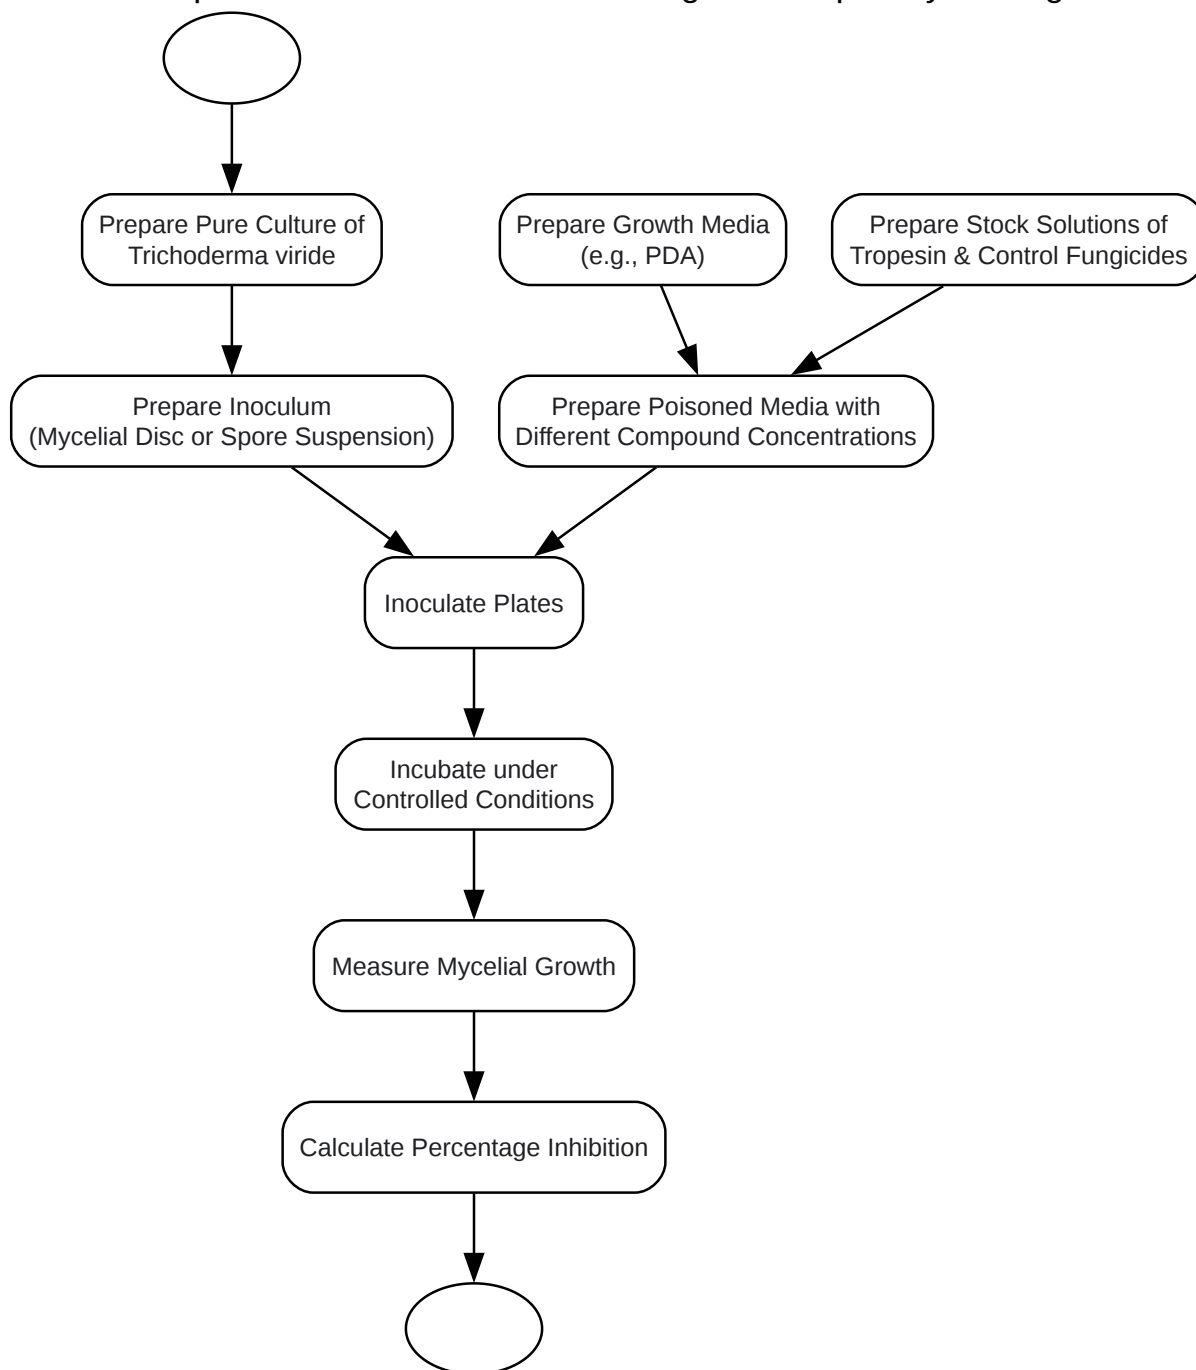 Prepare Pure Culture of
Trichoderma viride
Prepare Growth Media
(e.g., PDA)
Prepare Stock Solutions of
Tropesin & Control Fungicides
Prepare Inoculum
(Mycelial Disc or Spore Suspension)
Prepare Poisoned Media with
Different Compound Concentrations
Inoculate Plates
Incubate under
Controlled Conditions
Measure Mycelial Growth
Calculate Percentage Inhibition